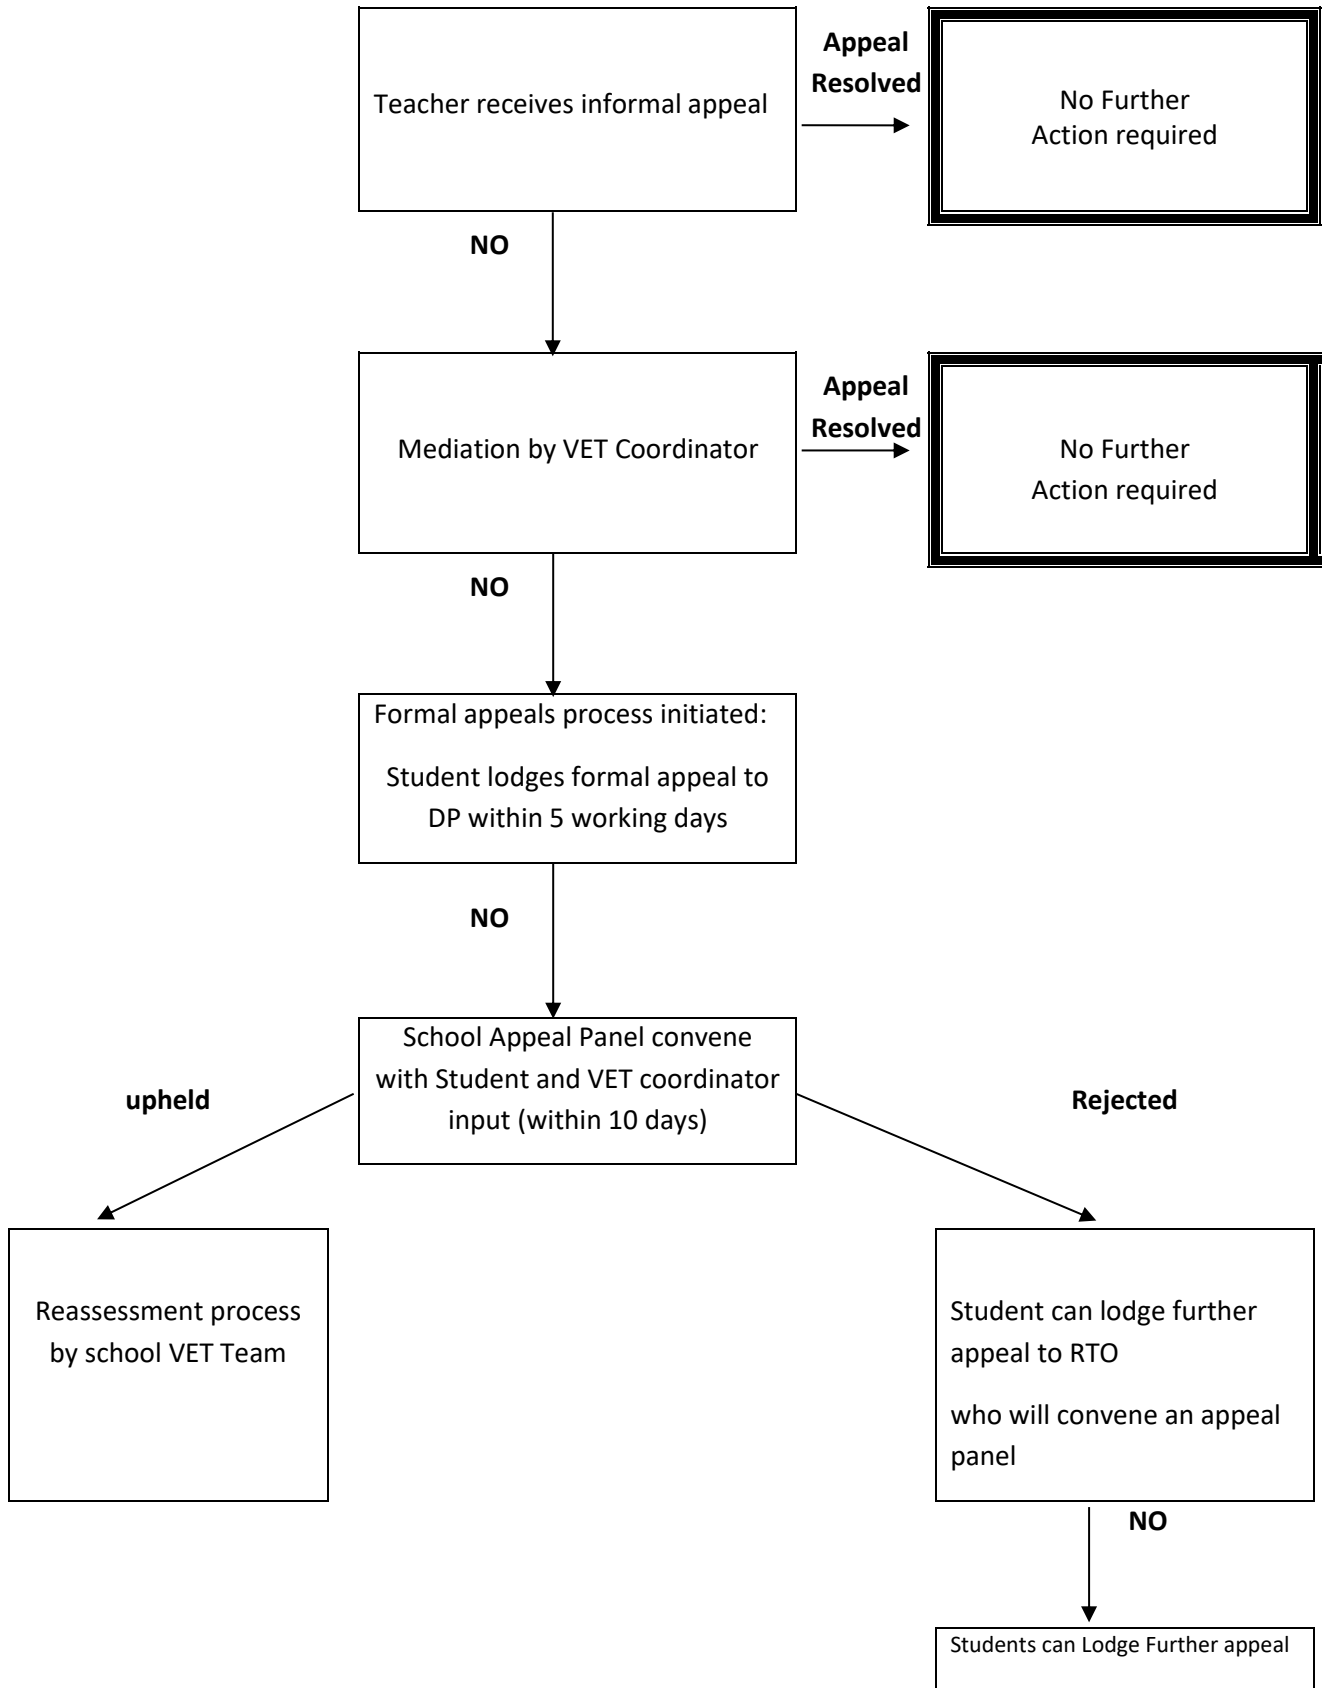 Teacher receives informal appeal
Appeal
Resolved
No Further
Action required
NO
Mediation by VET Coordinator
Appeal
Resolved
No Further
Action required
NO
Formal appeals process initiated:
Student lodges formal appeal to
DP within 5 working days
NO
School Appeal Panel convene
with Student and VET coordinator
input (within 10 days)
upheld
Rejected
Reassessment process
by school VET Team
Student can lodge further
appeal to RTO
who will convene an appeal
panel
NO
Students can Lodge Further appeal